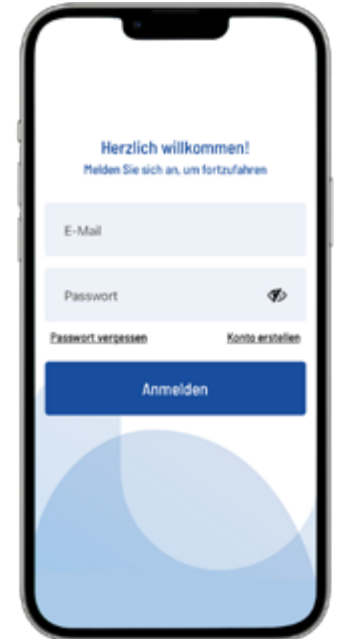 Herzlich willkommen!
Melden Sie sich an, um fortzufahren
E-Mail
Passwort
Passwort vergessen
Konto erstellen
Anmelden